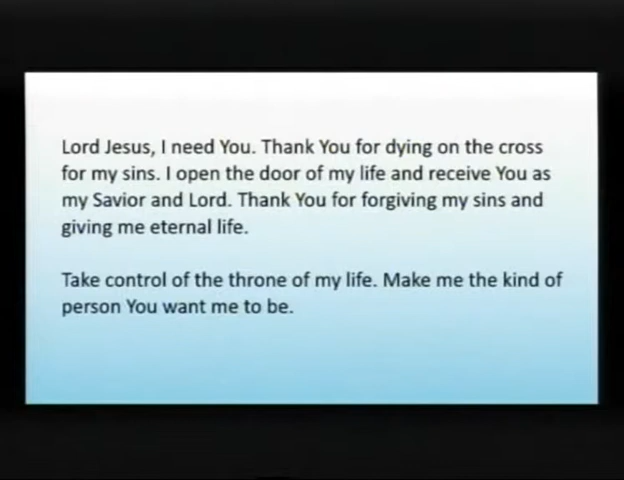 Lord Jesus, I need You. Thank You for dying on the cross
for my sins. I open the door of my life and receive You as
my Savior and Lord. Thank You for forgiving my sins and
giving me eternal life.
Take control of the throne of my life. Make me the kind of
person You want me to be.